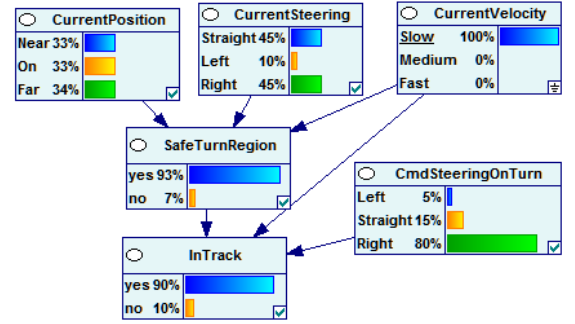 CurrentPosition
Near 33%
On 33%
Far 34%
CurrentSteering
Straight 45%
Left 10%
Right 45%
CurrentVelocity
Slow 100%
Medium 0%
Fast 0%
SafeTurnRegion
yes 93%
no 7%
CmdSteeringOnTurn
Left 5%
Straight 15%
Right 80%
InTrack
yes 90%
no 10%